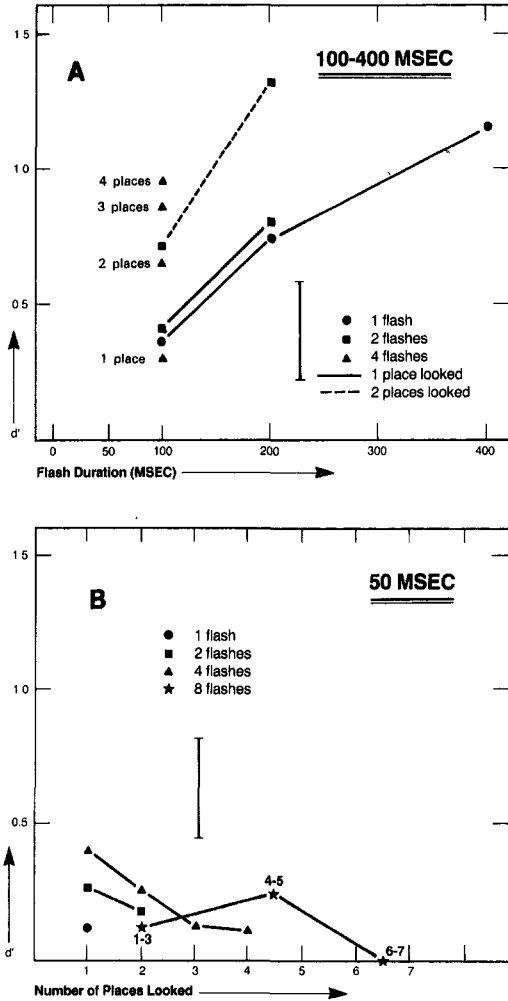 1 5
A
100-400 MSEC
4 places
1 0
3 places
2 places
0 5
1 flash
2 flashes
1 place
4 flashes
1 place looked
2 places looked
d'
0 50 100 200 300 400
Flash Duration (MSEC)
1 5
50 MSEC
B
1 flash
2 flashes
4 flashes
8 flashes
1 0
0.5
4-5
1-3
6-7
d'
1 2 3 4 5 6 7
Number of Places Looked